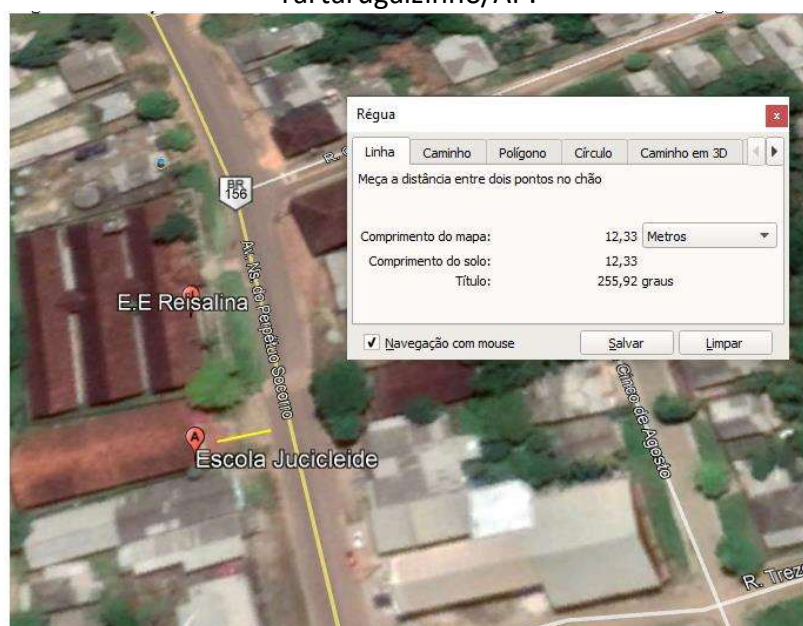 Régua
x
Linha Caminho Polígono Círculo Caminho em 3D
Meça a distância entre dois pontos no chão
Comprimento do mapa: 12,33 Metros
Comprimento do solo: 12,33
Título: 255,92 graus
Navegação com mouse Salvar Limpar
BR
156
Av. Ns. do Perpétuo Socorro
E.E Reisalina
A
Escola Jucicleide
Cinco de Agosto
R. Treze